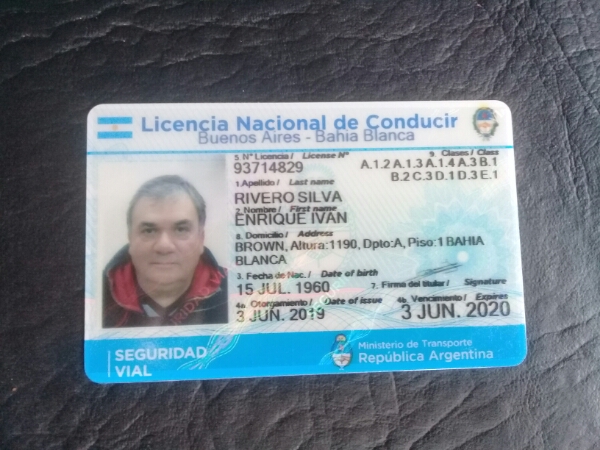 Licencia Nacional de Conducir
Buenos Aires - Bahia Blanca
5. Nº Licencia / License Nº
93714829
9. Clases / Class
A.1.2 A.1.3 A.1.4 A.3 B.1
B.2 C.3 D.1 D.3 E.1
1. Apellido / Last name
RIVERO SILVA
2. Nombre / First name
ENRIQUE IVAN
8. Domicilio / Address
BROWN, Altura:1190, Dpto:A, Piso:1 BAHIA
BLANCA
3. Fecha de Nac. / Date of birth
15 JUL. 1960
7. Firma del titular / Signature
4a. Otorgamiento / Date of issue
3 JUN. 2019
4b. Vencimiento / Expires
3 JUN. 2020
SEGURIDAD
VIAL
Ministerio de Transporte
República Argentina